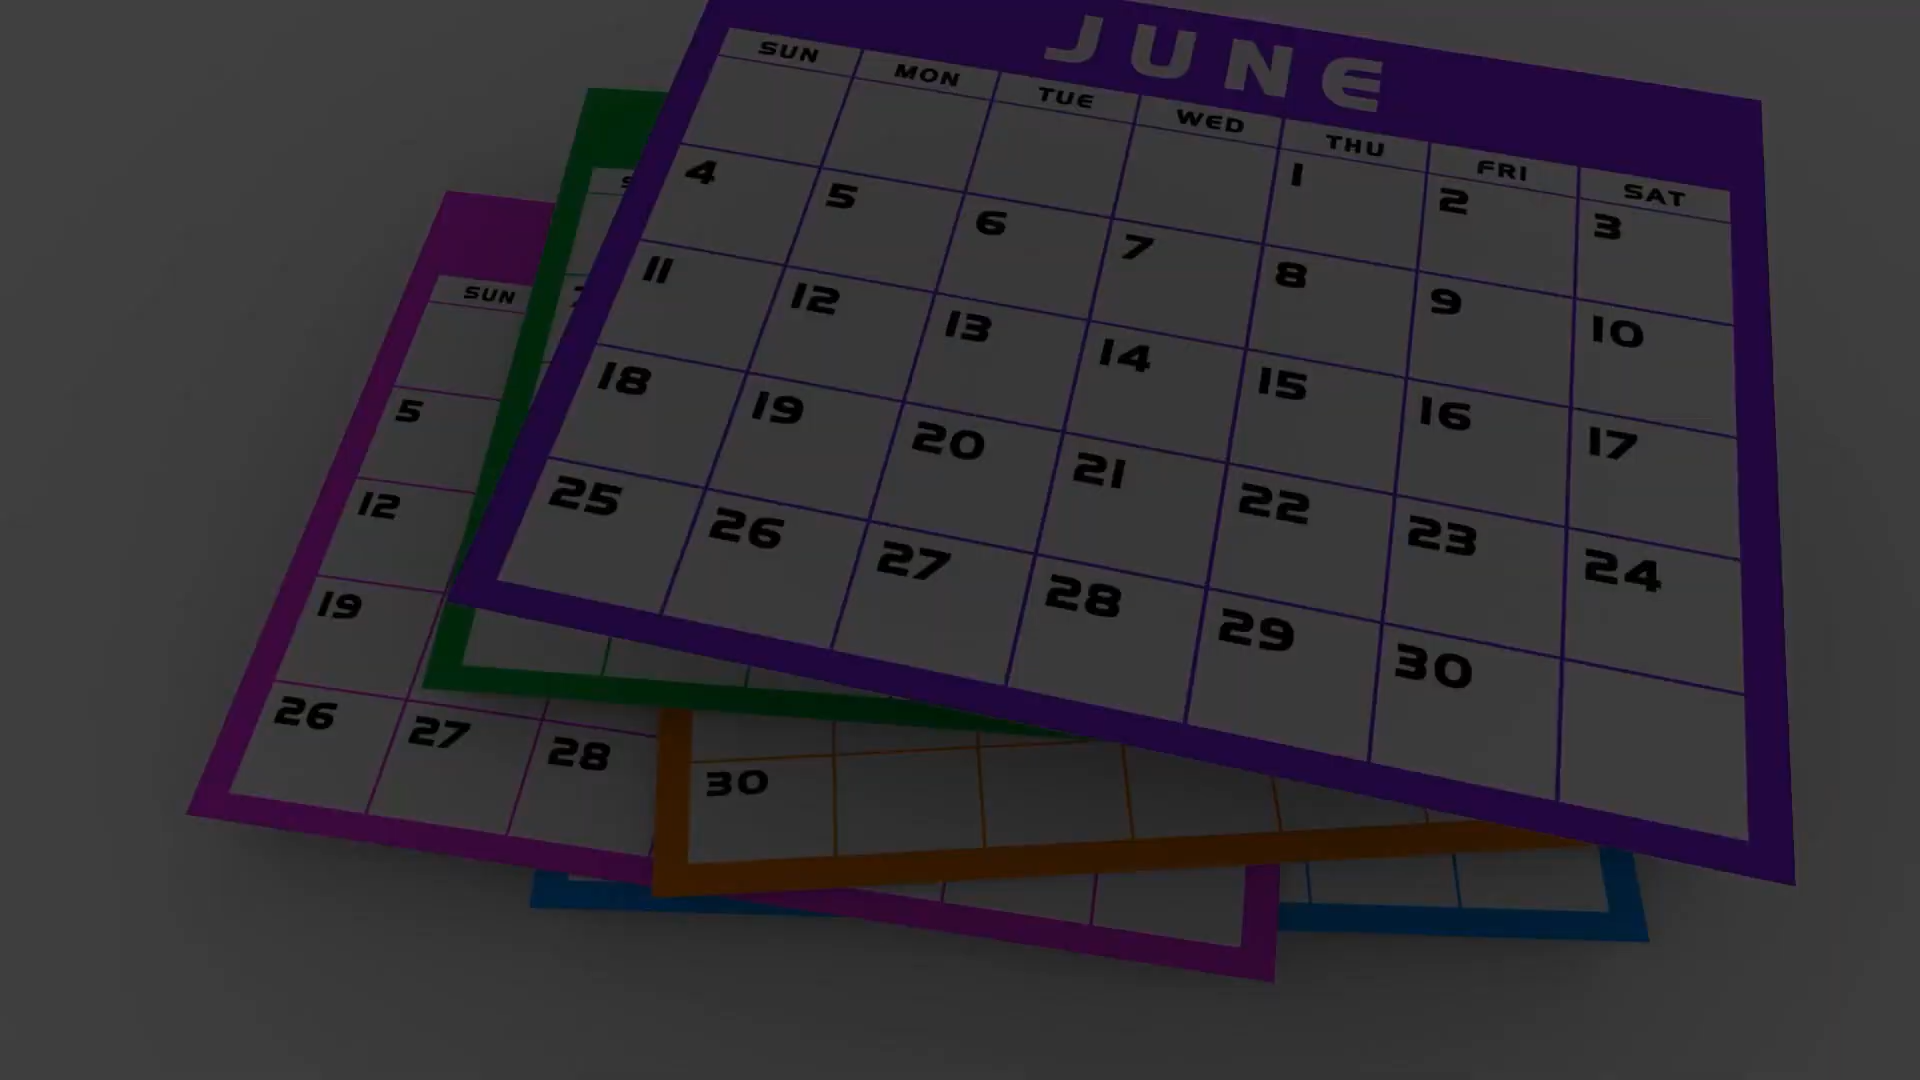 JUNE
SUN MON TUE WED THU FRI SAT
1 2 3
4 5 6 7 8 9 10
11 12 13 14 15 16 17
18 19 20 21 22 23 24
25 26 27 28 29 30
SUN
5
12
19
26 27 28
30